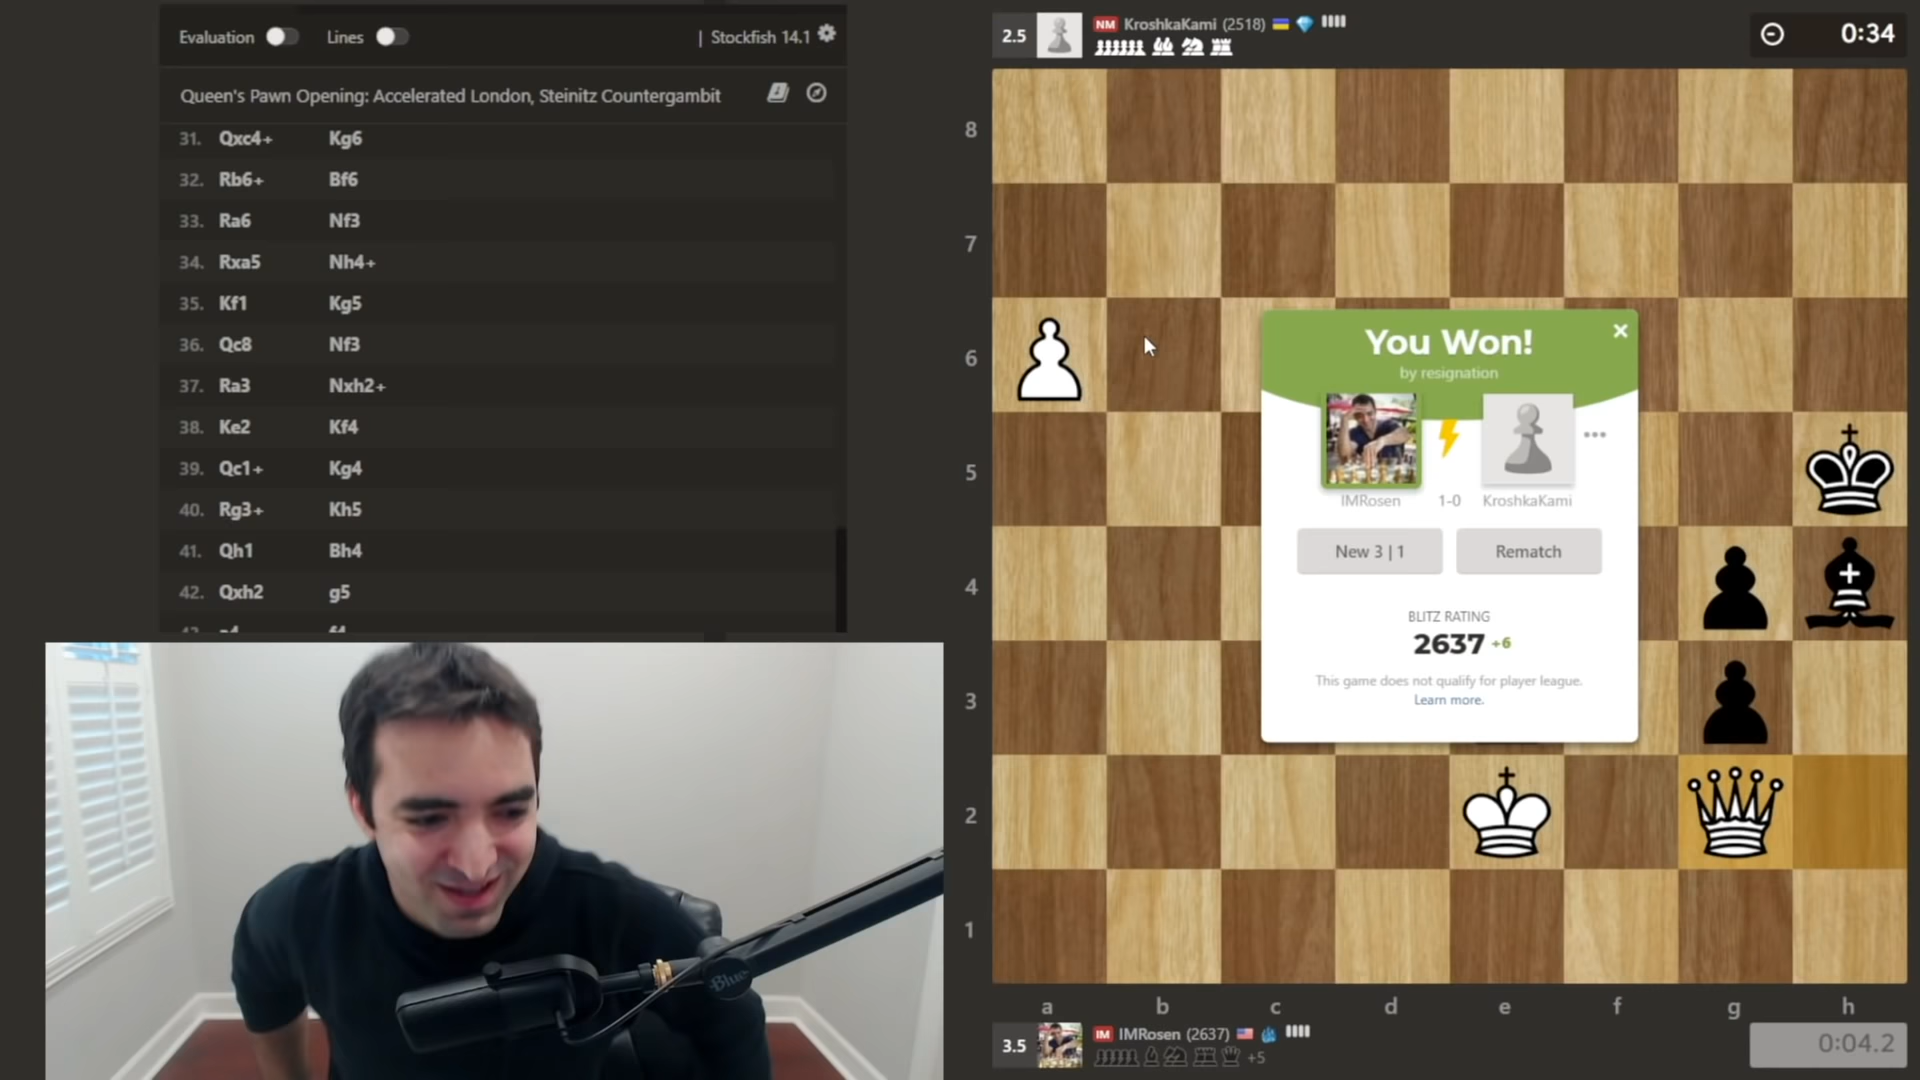 Evaluation Lines | Stockfish 14.1
Queen's Pawn Opening: Accelerated London, Steinitz Countergambit
31. Qxc4+ Kg6
32. Rb6+ Bf6
33. Ra6 Nf3
34. Rxa5 Nh4+
35. Kf1 Kg5
36. Qc8 Nf3
37. Ra3 Nxh2+
38. Ke2 Kf4
39. Qc1+ Kg4
40. Rg3+ Kh5
41. Qh1 Bh4
42. Qxh2 g5
2.5 NM KroshkaKami (2518)
0:34
8
7
6
5
4
3
2
1
You Won!
by resignation
IMRosen 1-0 KroshkaKami
New 3 | 1 Rematch
BLITZ RATING
2637 +6
This game does not qualify for player league.
Learn more.
a b c d e f g h
3.5 IM IMRosen (2637)
+5
0:04.2
Blue